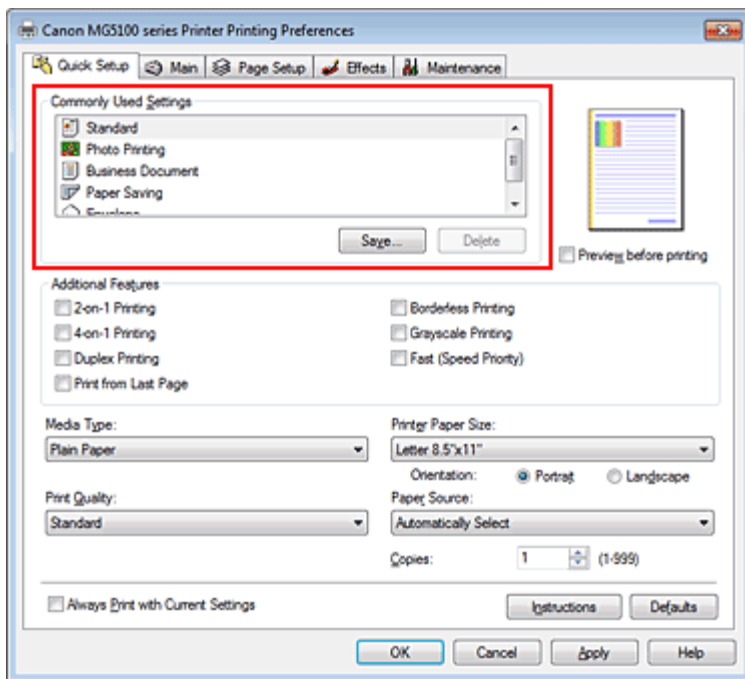 Canon MG5100 series Printer Printing Preferences
Quick Setup Main Page Setup Effects Maintenance
Commonly Used Settings
Standard
Photo Printing
Business Document
Paper Saving
Envelope
Save... Delete
Preview before printing
Additional Features
2-on-1 Printing Borderless Printing
4-on-1 Printing Grayscale Printing
Duplex Printing Fast (Speed Priority)
Print from Last Page
Media Type: Printer Paper Size:
Plain Paper Letter 8.5"x11"
Orientation: Portrait Landscape
Print Quality: Paper Source:
Standard Automatically Select
Copies: 1 (1-999)
Always Print with Current Settings Instructions Defaults
OK Cancel Apply Help